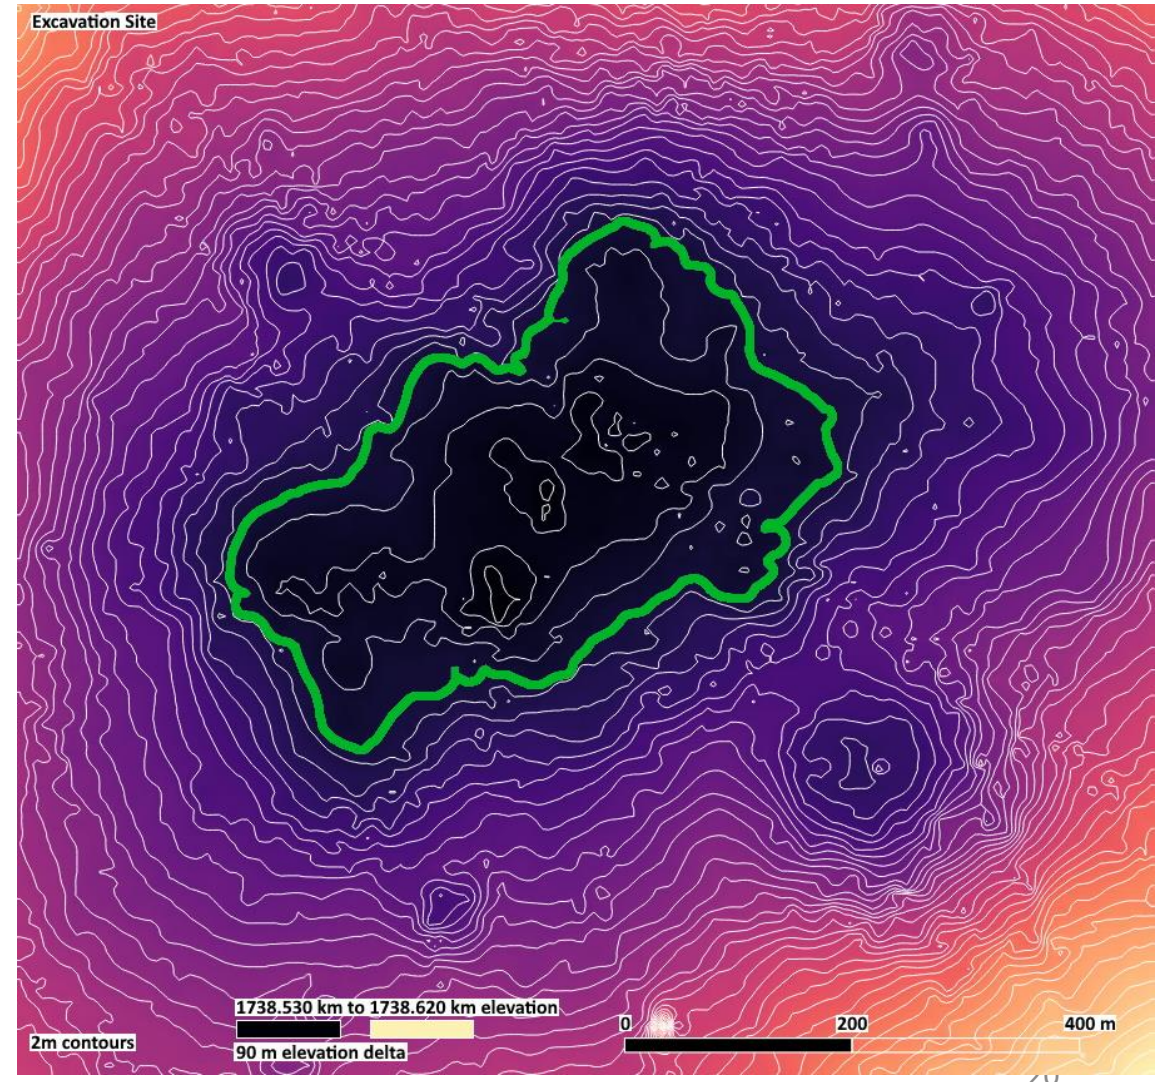 Excavation Site
1738.530 km to 1738.620 km elevation
90 m elevation delta
2m contours
0 200 400 m